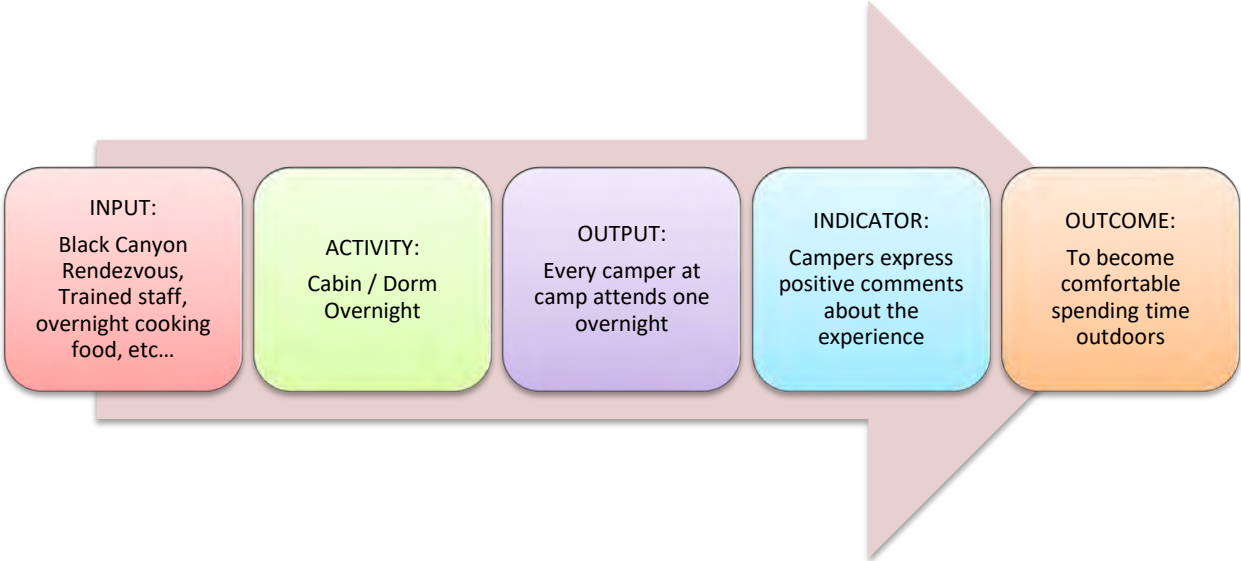 INPUT:
Black Canyon
Rendezvous,
Trained staff,
overnight cooking
food, etc…
ACTIVITY:
Cabin / Dorm
Overnight
OUTPUT:
Every camper at
camp attends one
overnight
INDICATOR:
Campers express
positive comments
about the
experience
OUTCOME:
To become
comfortable
spending time
outdoors